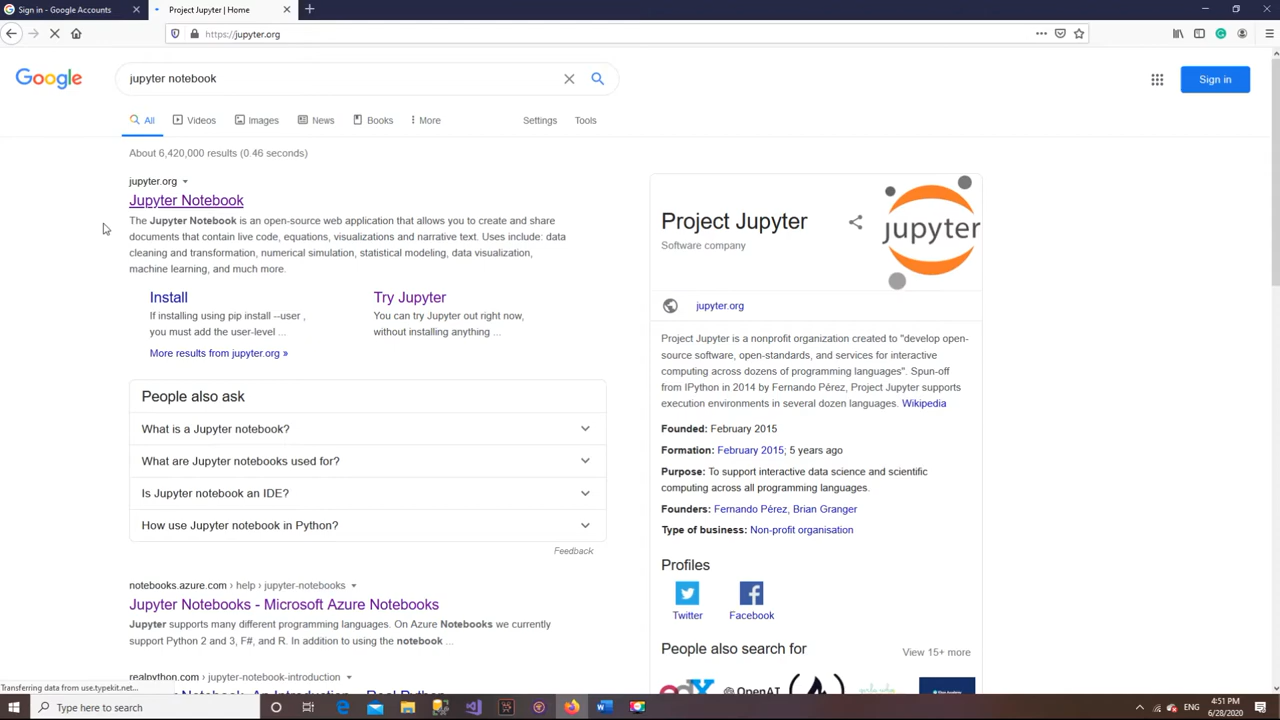 Sign in - Google Accounts
Project Jupyter | Home
https://jupyter.org
Google
jupyter notebook
Sign in
All
Videos
Images
News
Books
More
Settings
Tools
About 6,420,000 results (0.46 seconds)
jupyter.org
Jupyter Notebook
The Jupyter Notebook is an open-source web application that allows you to create and share
documents that contain live code, equations, visualizations and narrative text. Uses include: data
cleaning and transformation, numerical simulation, statistical modeling, data visualization,
machine learning, and much more.
Install
If installing using pip install --user ,
you must add the user-level ...
Try Jupyter
You can try Jupyter out right now,
without installing anything ...
More results from jupyter.org »
People also ask
What is a Jupyter notebook?
What are Jupyter notebooks used for?
Is Jupyter notebook an IDE?
How use Jupyter notebook in Python?
Feedback
notebooks.azure.com › help › jupyter-notebooks
Jupyter Notebooks - Microsoft Azure Notebooks
Jupyter supports many different programming languages. On Azure Notebooks we currently
support Python 2 and 3, F#, and R. In addition to using the notebook ...
realpython.com › jupyter-notebook-introduction
Project Jupyter
Software company
jupyter
jupyter.org
Project Jupyter is a nonprofit organization created to "develop open-
source software, open-standards, and services for interactive
computing across dozens of programming languages". Spun-off
from IPython in 2014 by Fernando Pérez, Project Jupyter supports
execution environments in several dozen languages. Wikipedia
Founded: February 2015
Formation: February 2015; 5 years ago
Purpose: To support interactive data science and scientific
computing across all programming languages.
Founders: Fernando Pérez, Brian Granger
Type of business: Non-profit organisation
Profiles
Twitter
Facebook
People also search for
View 15+ more
edX
OpenAI
Transferring data from use.typekit.net...
Type here to search
4:51 PM
6/28/2020